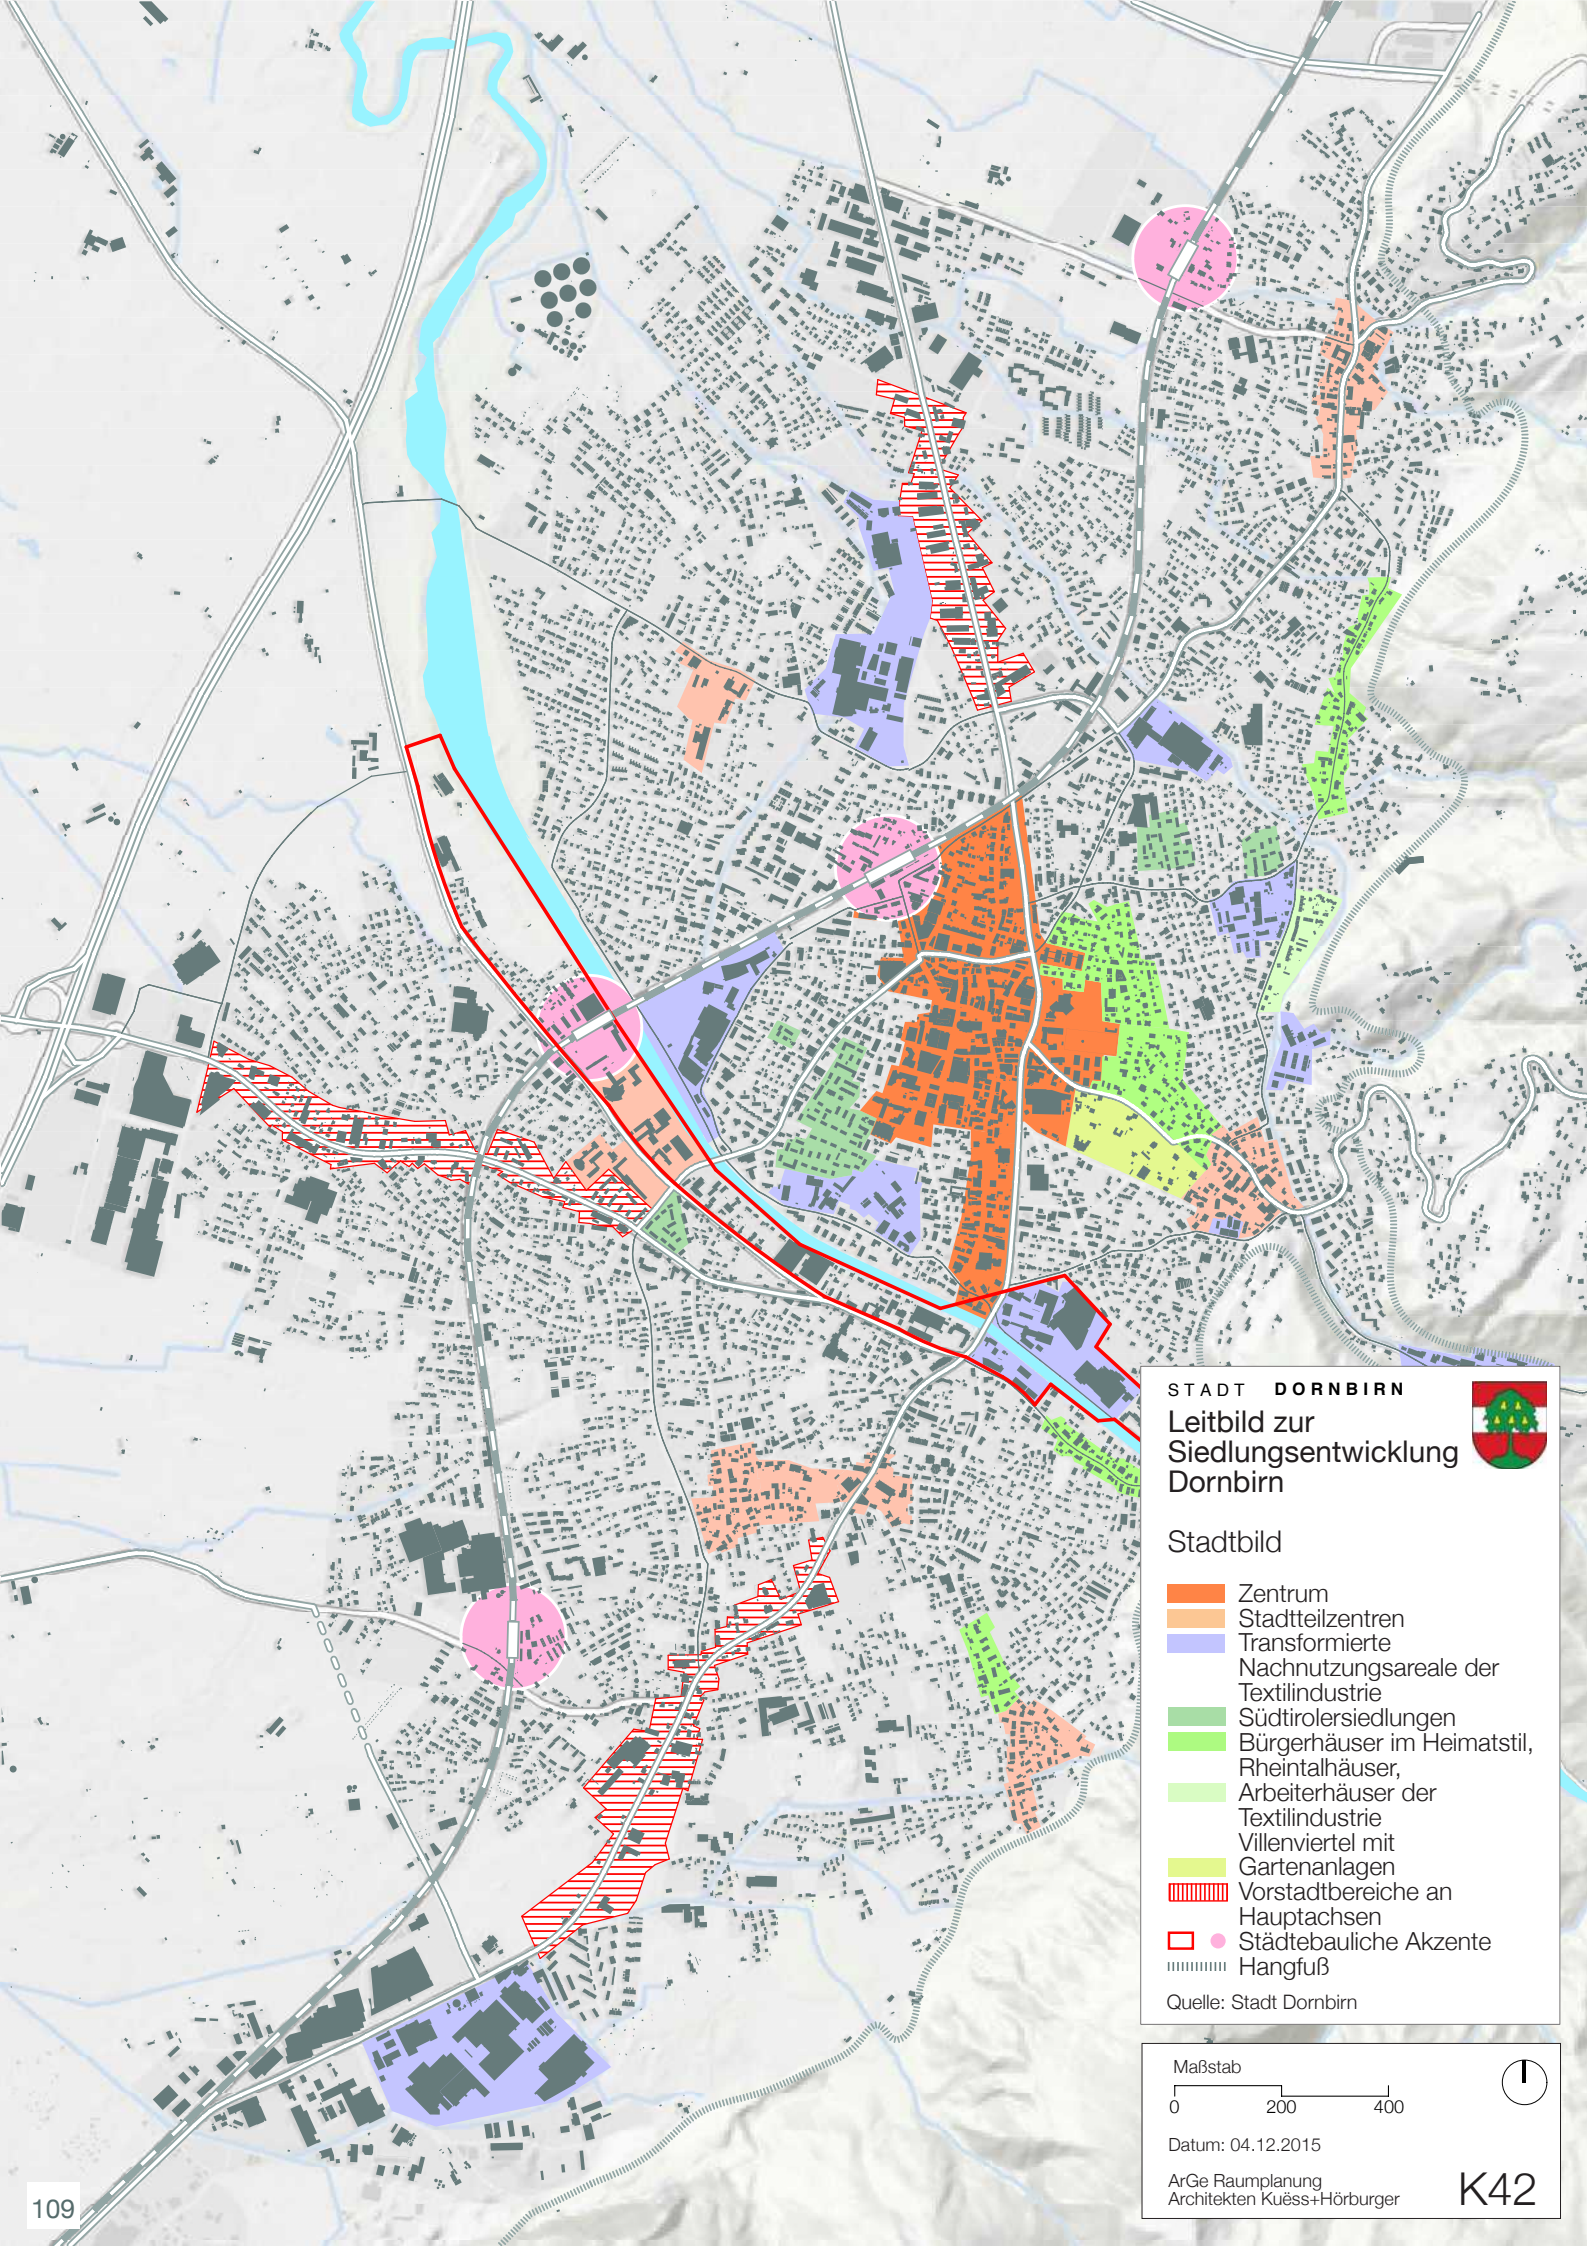 STADT DORNBIRN
Leitbild zur
Siedlungsentwicklung
Dornbirn
Stadtbild
Zentrum
Stadtteilzentren
Transformierte
Nachnutzungsareale der
Textilindustrie
Südtirolersiedlungen
Bürgerhäuser im Heimatstil,
Rheintalhäuser,
Arbeiterhäuser der
Textilindustrie
Villenviertel mit
Gartenanlagen
Vorstadtbereiche an
Hauptachsen
Städtebauliche Akzente
Hangfuß
Quelle: Stadt Dornbirn
Maßstab
0 200 400
Datum: 04.12.2015
ArGe Raumplanung
Architekten Kuëss+Hörburger
K42
109